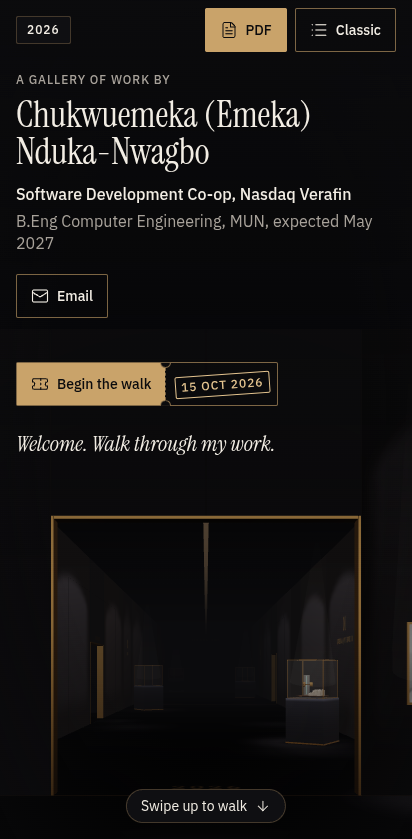 2026
PDF
Classic
A GALLERY OF WORK BY
Chukwuemeka (Emeka)
Nduka-Nwagbo
Software Development Co-op, Nasdaq Verafin
B.Eng Computer Engineering, MUN, expected May
2027
Email
Begin the walk
15 OCT 2026
Welcome. Walk through my work.
Swipe up to walk